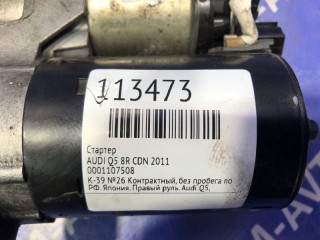 113473
Стартер
AUDI Q5 8R CDN 2011
0001107508
К-39 №26 Контрактный, без пробега по
РФ. Япония. Правый руль. Audi Q5,